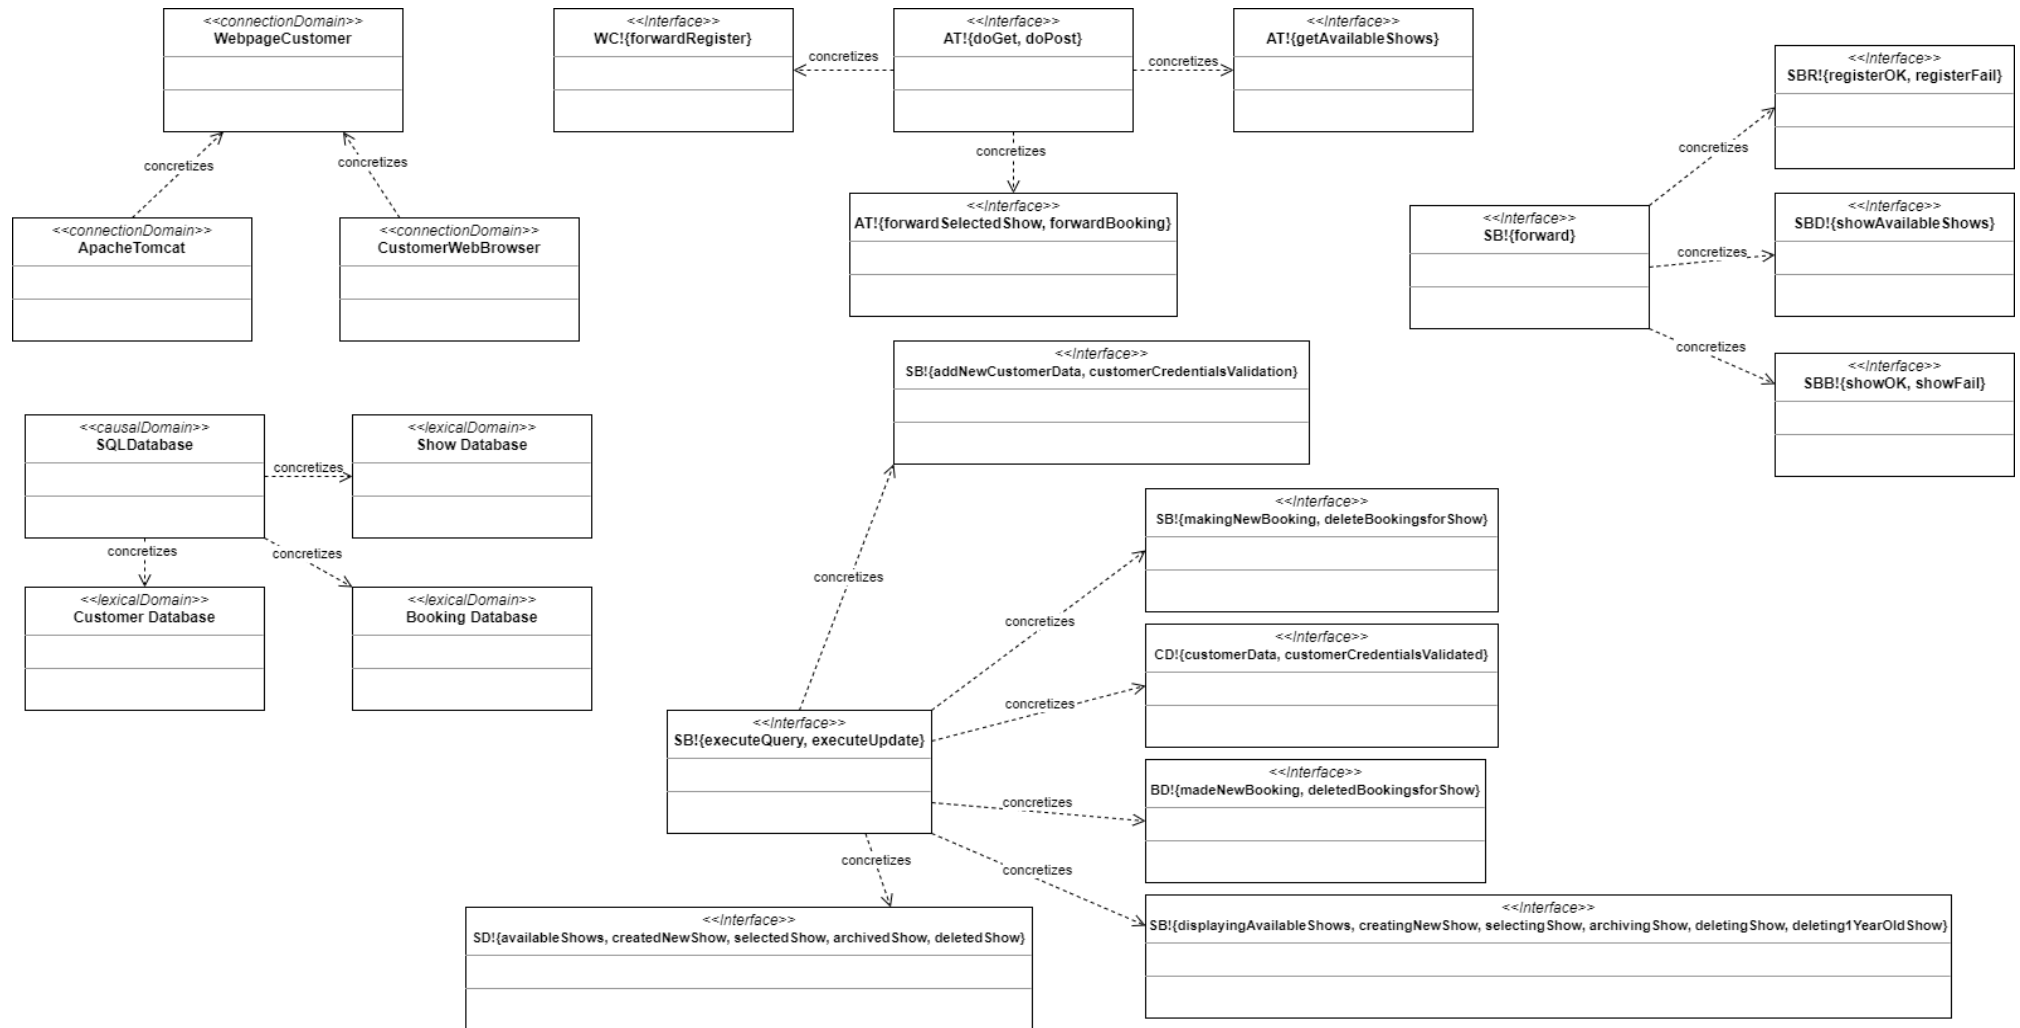 <<connectionDomain>>
WebpageCustomer
<<Interface>>
WC!{forwardRegister}
concretizes
<<Interface>>
AT!{doGet, doPost}
concretizes
<<Interface>>
AT!{getAvailableShows}
<<Interface>>
SBR!{registerOK, registerFail}
concretizes
concretizes
concretizes
concretizes
<<connectionDomain>>
ApacheTomcat
<<connectionDomain>>
CustomerWebBrowser
<<Interface>>
AT!{forwardSelectedShow, forwardBooking}
<<Interface>>
SB!{forward}
concretizes
<<Interface>>
SBD!{showAvailableShows}
concretizes
<<Interface>>
SBB!{showOK, showFail}
<<Interface>>
SB!{addNewCustomerData, customerCredentialsValidation}
<<causalDomain>>
SQLDatabase
concretizes
<<lexicalDomain>>
Show Database
concretizes
concretizes
<<lexicalDomain>>
Customer Database
<<lexicalDomain>>
Booking Database
<<Interface>>
SB!{makingNewBooking, deleteBookingsforShow}
concretizes
concretizes
<<Interface>>
CD!{customerData, customerCredentialsValidated}
concretizes
<<Interface>>
SB!{executeQuery, executeUpdate}
<<Interface>>
BD!{madeNewBooking, deletedBookingsforShow}
concretizes
concretizes
concretizes
<<Interface>>
SD!{availableShows, createdNewShow, selectedShow, archivedShow, deletedShow}
<<Interface>>
SB!{displayingAvailableShows, creatingNewShow, selectingShow, archivingShow, deletingShow, deleting1YearOldShow}